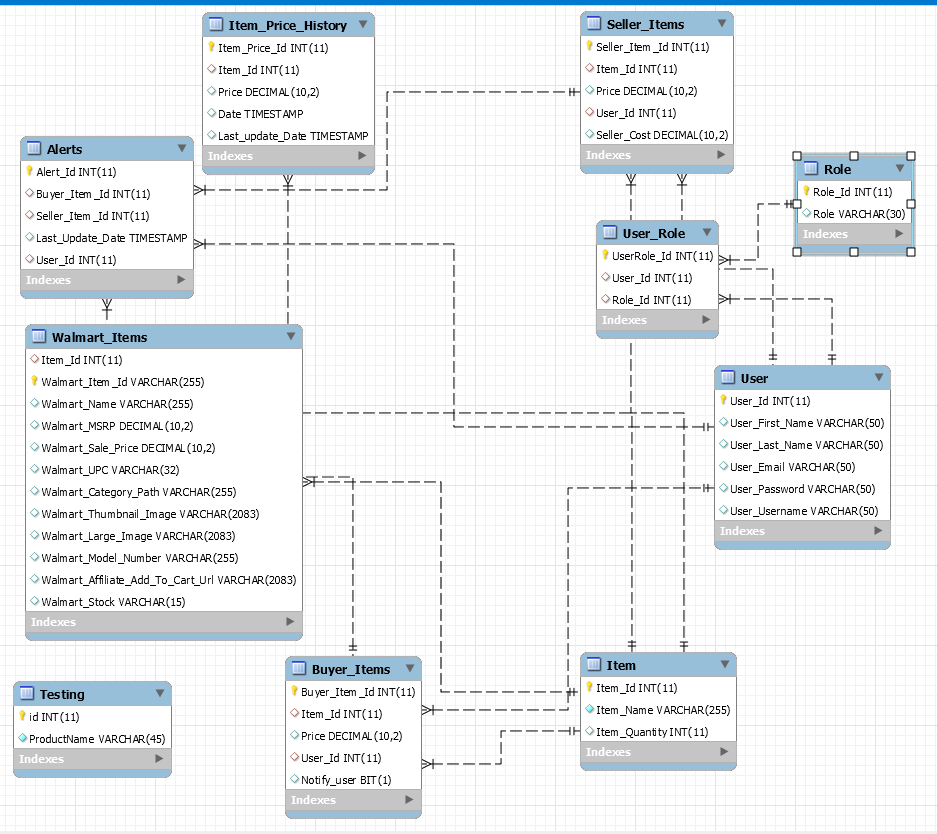 Item_Price_History
Item_Price_Id INT(11)
Item_Id INT(11)
Price DECIMAL(10,2)
Date TIMESTAMP
Last_update_Date TIMESTAMP
Indexes
Seller_Items
Seller_Item_Id INT(11)
Item_Id INT(11)
Price DECIMAL(10,2)
User_Id INT(11)
Seller_Cost DECIMAL(10,2)
Indexes
Alerts
Alert_Id INT(11)
Buyer_Item_Id INT(11)
Seller_Item_Id INT(11)
Last_Update_Date TIMESTAMP
User_Id INT(11)
Indexes
Role
Role_Id INT(11)
Role VARCHAR(30)
Indexes
User_Role
UserRole_Id INT(11)
User_Id INT(11)
Role_Id INT(11)
Indexes
Walmart_Items
Item_Id INT(11)
Walmart_Item_Id VARCHAR(255)
Walmart_Name VARCHAR(255)
Walmart_MSRP DECIMAL(10,2)
Walmart_Sale_Price DECIMAL(10,2)
Walmart_UPC VARCHAR(32)
Walmart_Category_Path VARCHAR(255)
Walmart_Thumbnail_Image VARCHAR(2083)
Walmart_Large_Image VARCHAR(2083)
Walmart_Model_Number VARCHAR(255)
Walmart_Affiliate_Add_To_Cart_Url VARCHAR(2083)
Walmart_Stock VARCHAR(15)
Indexes
User
User_Id INT(11)
User_First_Name VARCHAR(50)
User_Last_Name VARCHAR(50)
User_Email VARCHAR(50)
User_Password VARCHAR(50)
User_Username VARCHAR(50)
Indexes
Testing
id INT(11)
ProductName VARCHAR(45)
Indexes
Buyer_Items
Buyer_Item_Id INT(11)
Item_Id INT(11)
Price DECIMAL(10,2)
User_Id INT(11)
Notify_user BIT(1)
Indexes
Item
Item_Id INT(11)
Item_Name VARCHAR(255)
Item_Quantity INT(11)
Indexes